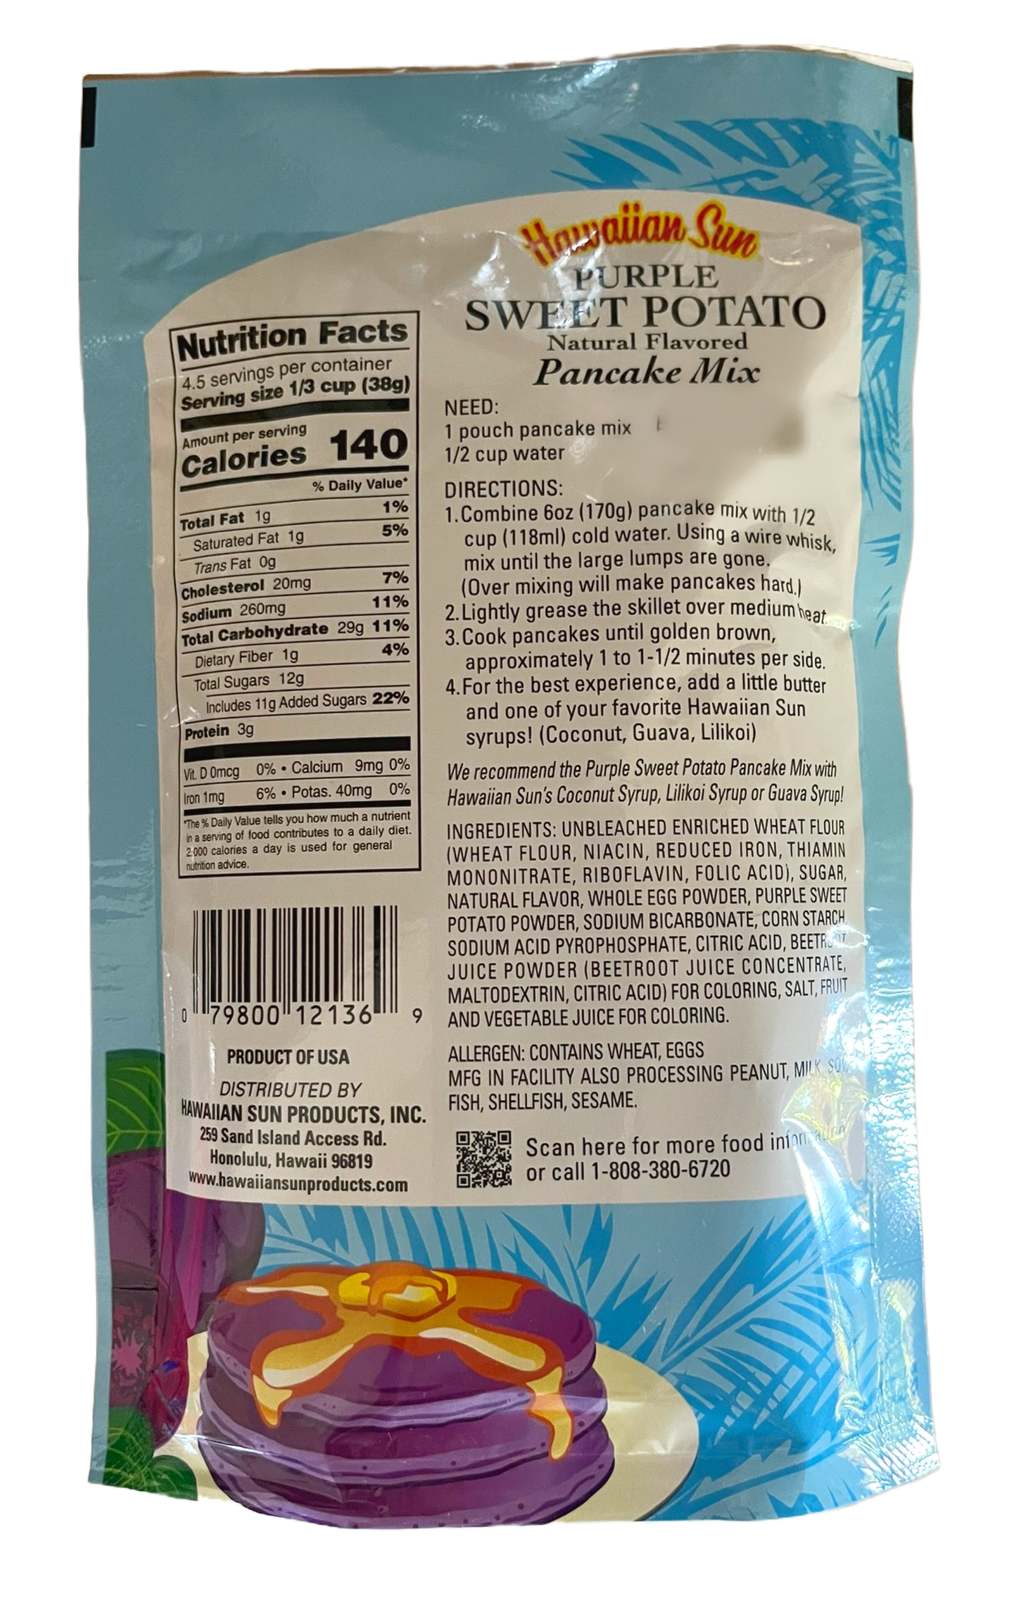 Hawaiian Sun
PURPLE
SWEET POTATO
Natural Flavored
Pancake Mix
Nutrition Facts
4.5 servings per container
Serving size 1/3 cup (38g)
Amount per serving
Calories 140
% Daily Value*
Total Fat 1g 1%
Saturated Fat 1g 5%
Trans Fat 0g
Cholesterol 20mg 7%
Sodium 260mg 11%
Total Carbohydrate 29g 11%
Dietary Fiber 1g 4%
Total Sugars 12g
Includes 11g Added Sugars 22%
Protein 3g
Vit. D 0mcg 0% • Calcium 9mg 0%
Iron 1mg 6% • Potas. 40mg 0%
*The % Daily Value tells you how much a nutrient
in a serving of food contributes to a daily diet.
2,000 calories a day is used for general
nutrition advice.
0 79800 12136 9
PRODUCT OF USA
DISTRIBUTED BY
HAWAIIAN SUN PRODUCTS, INC.
259 Sand Island Access Rd.
Honolulu, Hawaii 96819
www.hawaiiansunproducts.com
NEED:
1 pouch pancake mix
1/2 cup water
DIRECTIONS:
1.Combine 6oz (170g) pancake mix with 1/2
cup (118ml) cold water. Using a wire whisk,
mix until the large lumps are gone.
(Over mixing will make pancakes hard.)
2.Lightly grease the skillet over medium heat.
3.Cook pancakes until golden brown,
approximately 1 to 1-1/2 minutes per side.
4.For the best experience, add a little butter
and one of your favorite Hawaiian Sun
syrups! (Coconut, Guava, Lilikoi)
We recommend the Purple Sweet Potato Pancake Mix with
Hawaiian Sun's Coconut Syrup, Lilikoi Syrup or Guava Syrup!
INGREDIENTS: UNBLEACHED ENRICHED WHEAT FLOUR
(WHEAT FLOUR, NIACIN, REDUCED IRON, THIAMIN
MONONITRATE, RIBOFLAVIN, FOLIC ACID), SUGAR,
NATURAL FLAVOR, WHOLE EGG POWDER, PURPLE SWEET
POTATO POWDER, SODIUM BICARBONATE, CORN STARCH,
SODIUM ACID PYROPHOSPHATE, CITRIC ACID, BEETROOT
JUICE POWDER (BEETROOT JUICE CONCENTRATE,
MALTODEXTRIN, CITRIC ACID) FOR COLORING, SALT, FRUIT
AND VEGETABLE JUICE FOR COLORING.
ALLERGEN: CONTAINS WHEAT, EGGS
MFG IN FACILITY ALSO PROCESSING PEANUT, MILK, SOY,
FISH, SHELLFISH, SESAME.
Scan here for more food information
or call 1-808-380-6720